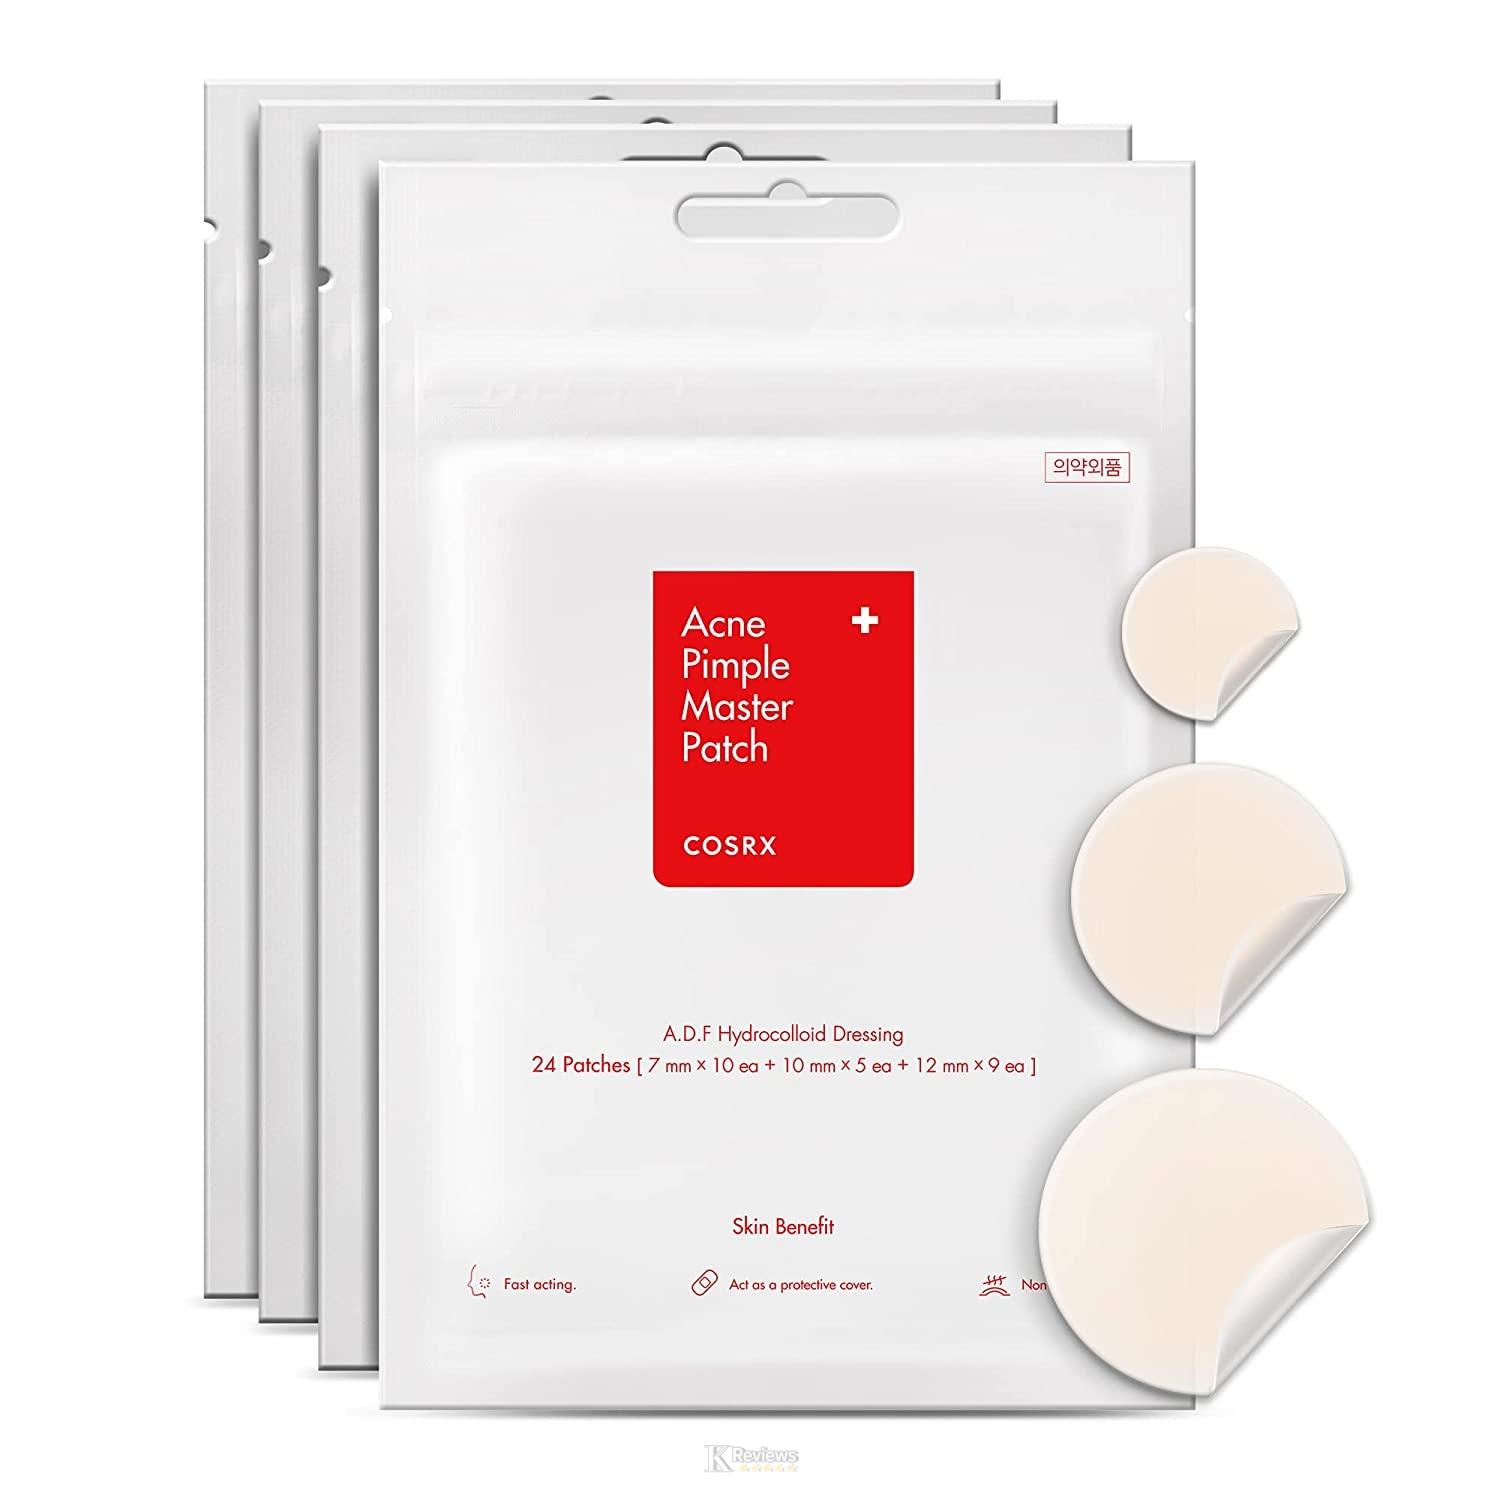 의약외품
Acne
Pimple
Master
Patch
COSRX
A.D.F Hydrocolloid Dressing
24 Patches [ 7 mm × 10 ea + 10 mm × 5 ea + 12 mm × 9 ea ]
Skin Benefit
Fast acting.
Act as a protective cover.
Non
K Reviews